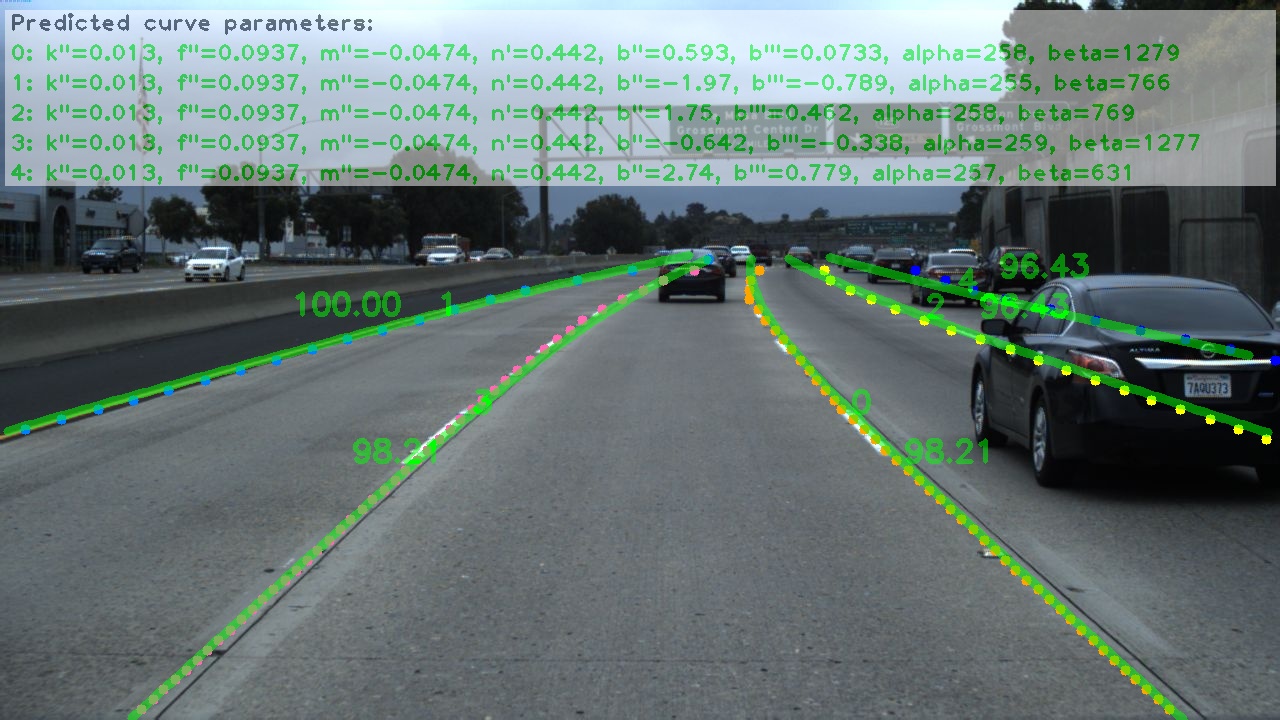 Predicted curve parameters:
0: k''=0.013, f''=0.0937, m''=-0.0474, n'=0.442, b''=0.593, b'''=0.0733, alpha=258, beta=1279
1: k''=0.013, f''=0.0937, m''=-0.0474, n'=0.442, b''=-1.97, b'''=-0.789, alpha=255, beta=766
2: k''=0.013, f''=0.0937, m''=-0.0474, n'=0.442, b''=1.75, b'''=0.462, alpha=258, beta=769
3: k''=0.013, f''=0.0937, m''=-0.0474, n'=0.442, b''=-0.642, b'''=-0.338, alpha=259, beta=1277
4: k''=0.013, f''=0.0937, m''=-0.0474, n'=0.442, b''=2.74, b'''=0.779, alpha=257, beta=631
Grossmont Center Dr
Grossmont Blvd
4 96.43
100.00 1
2 96.43
ALTIMA
7AQU373
3
0
98.21
98.21